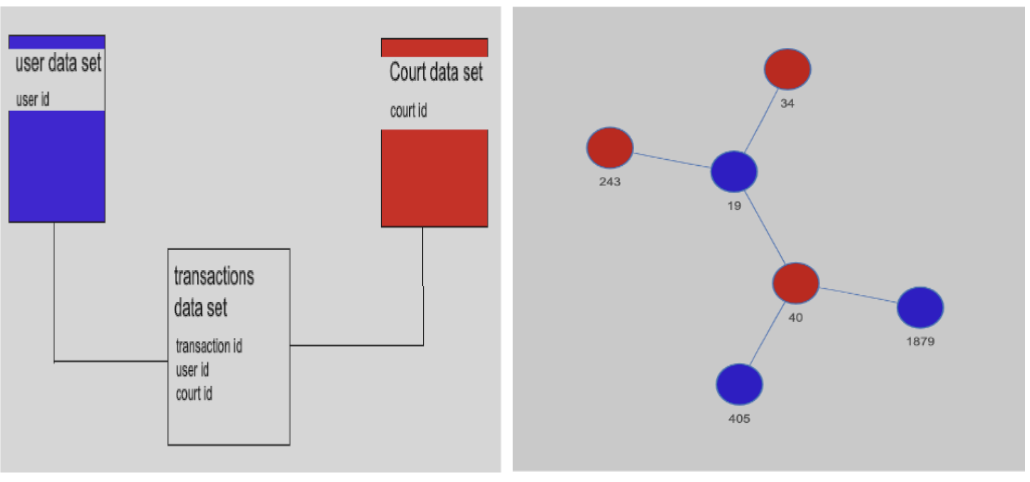 user data set
user id
Court data set
court id
transactions
data set
transaction id
user id
court id
34
243
19
40
1879
405